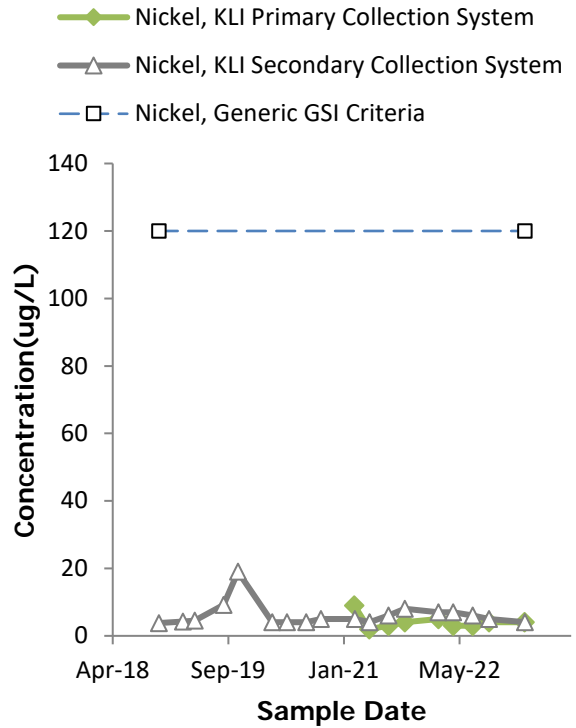 Nickel, KLI Primary Collection System
Nickel, KLI Secondary Collection System
Nickel, Generic GSI Criteria
140
120
100
80
60
40
20
0
Concentration(ug/L)
Apr-18 Sep-19 Jan-21 May-22
Sample Date